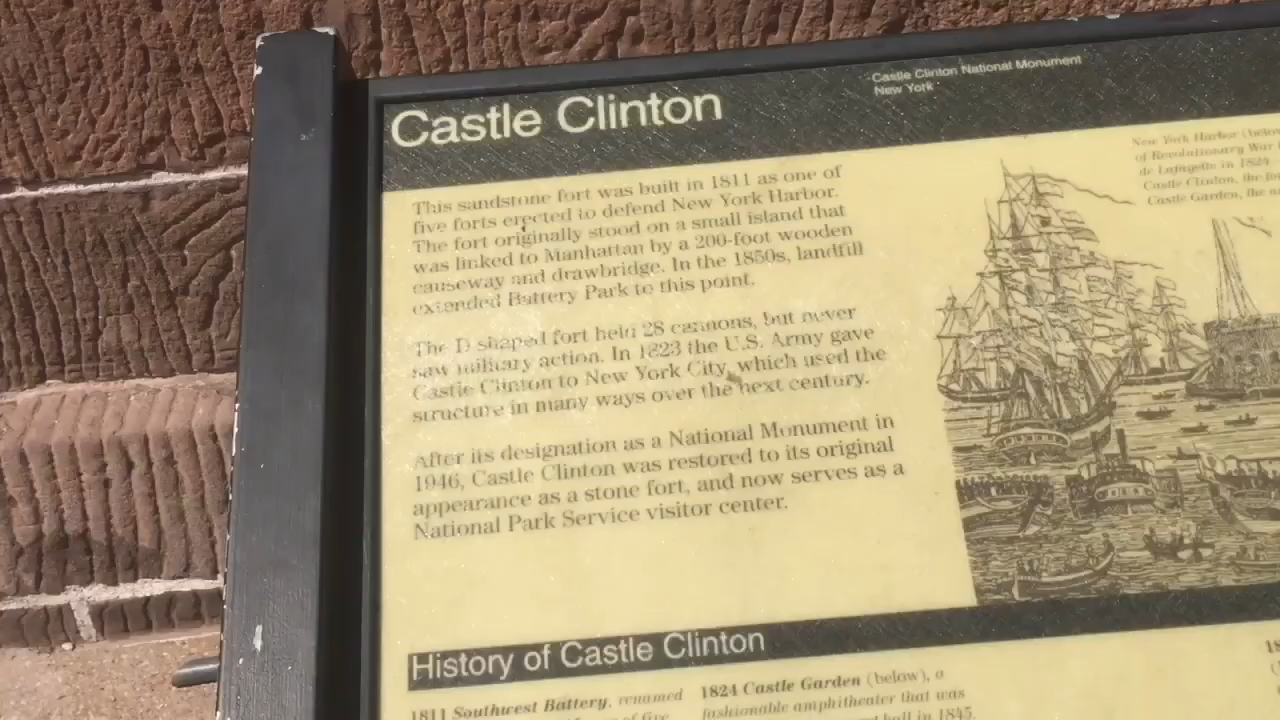 Castle Clinton
Castle Clinton National Monument
New York
This sandstone fort was built in 1811 as one of
five forts erected to defend New York Harbor.
The fort originally stood on a small island that
was linked to Manhattan by a 200-foot wooden
causeway and drawbridge. In the 1850s, landfill
extended Battery Park to this point.
The D shaped fort held 28 cannons, but never
saw military action. In 1823 the U.S. Army gave
Castle Clinton to New York City, which used the
structure in many ways over the next century.
After its designation as a National Monument in
1946, Castle Clinton was restored to its original
appearance as a stone fort, and now serves as a
National Park Service visitor center.
New York Harbor (below
of Revolutionary War
de Lafayette in 1824.
Castle Clinton, the
Castle Garden, the
History of Castle Clinton
1811 Southwest Battery, renamed
of five
1824 Castle Garden (below), a
fashionable amphitheater that was
hall in 1845.
18